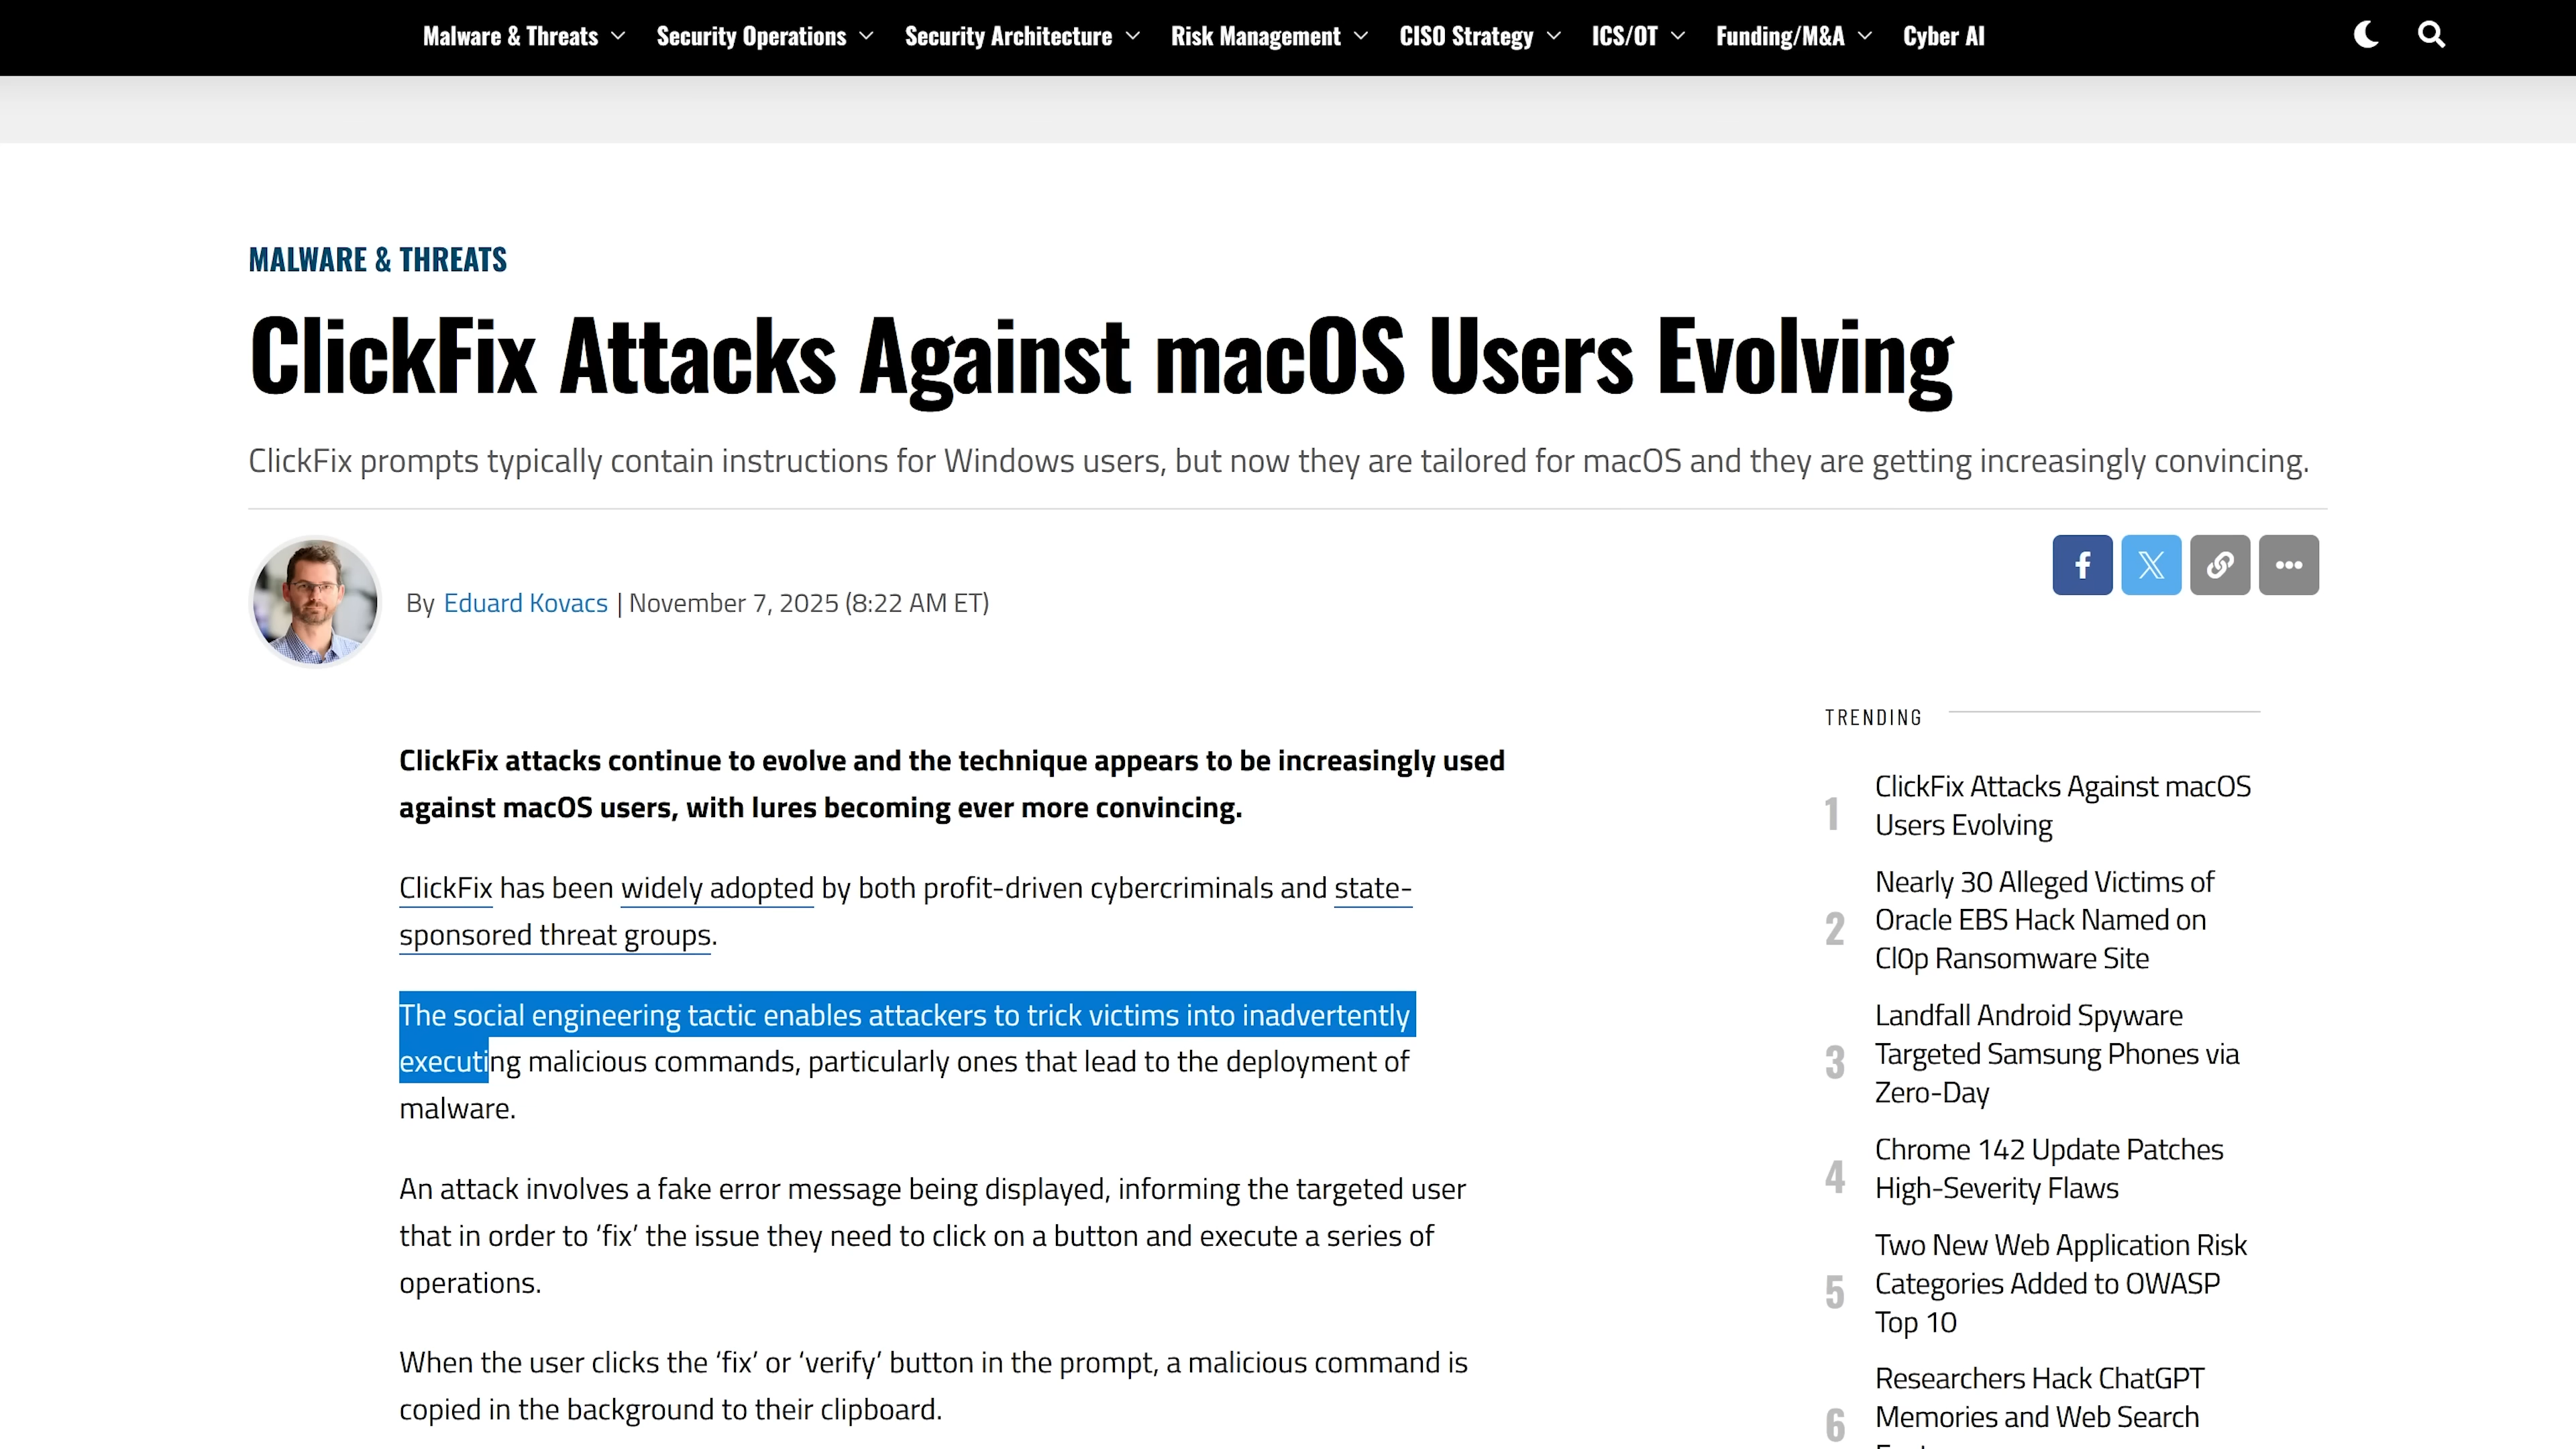 Malware & Threats Security Operations Security Architecture Risk Management CISO Strategy ICS/OT Funding/M&A Cyber AI
MALWARE & THREATS
ClickFix Attacks Against macOS Users Evolving
ClickFix prompts typically contain instructions for Windows users, but now they are tailored for macOS and they are getting increasingly convincing.
By Eduard Kovacs | November 7, 2025 (8:22 AM ET)
ClickFix attacks continue to evolve and the technique appears to be increasingly used
against macOS users, with lures becoming ever more convincing.
ClickFix has been widely adopted by both profit-driven cybercriminals and state-
sponsored threat groups.
The social engineering tactic enables attackers to trick victims into inadvertently
executing malicious commands, particularly ones that lead to the deployment of
malware.
An attack involves a fake error message being displayed, informing the targeted user
that in order to ‘fix’ the issue they need to click on a button and execute a series of
operations.
When the user clicks the ‘fix’ or ‘verify’ button in the prompt, a malicious command is
copied in the background to their clipboard.
TRENDING
1 ClickFix Attacks Against macOS
Users Evolving
2 Nearly 30 Alleged Victims of
Oracle EBS Hack Named on
Cl0p Ransomware Site
3 Landfall Android Spyware
Targeted Samsung Phones via
Zero-Day
4 Chrome 142 Update Patches
High-Severity Flaws
5 Two New Web Application Risk
Categories Added to OWASP
Top 10
6 Researchers Hack ChatGPT
Memories and Web Search